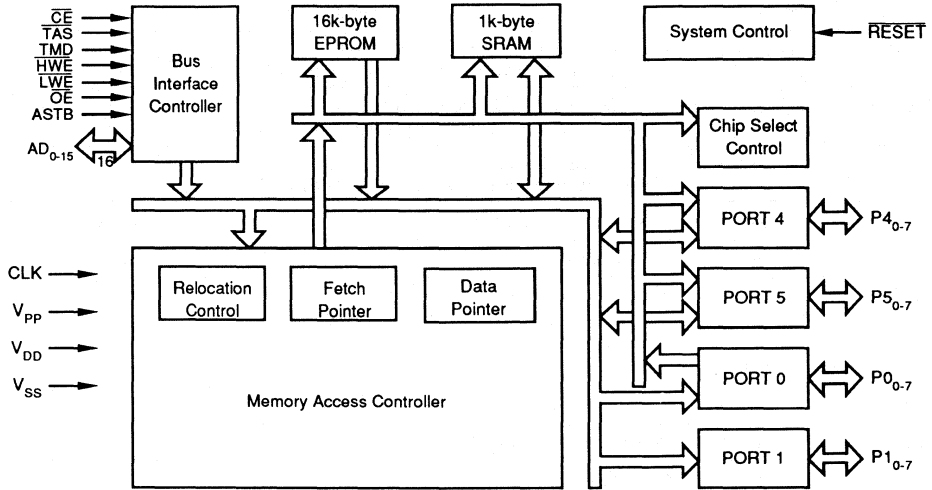 CE
TAS
TMD
HWE
LWE
OE
ASTB
AD0-15
16
Bus
Interface
Controller
16k-byte
EPROM
1k-byte
SRAM
System Control
RESET
Chip Select
Control
PORT 4
P40-7
PORT 5
P50-7
PORT 0
P00-7
PORT 1
P10-7
CLK
VPP
VDD
VSS
Relocation
Control
Fetch
Pointer
Data
Pointer
Memory Access Controller